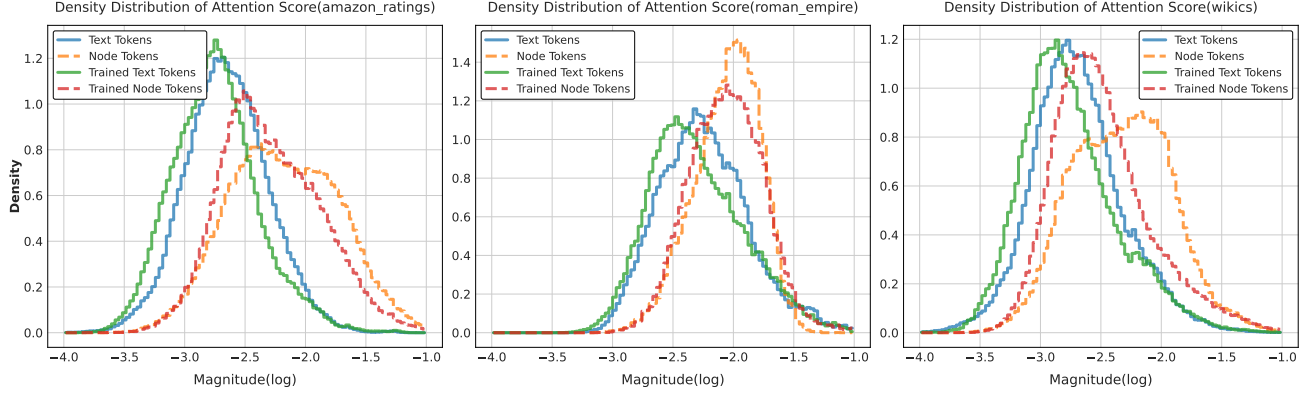 Density Distribution of Attention Score(amazon_ratings)
Density
1.2
1.0
0.8
0.6
0.4
0.2
0.0
Text Tokens
Node Tokens
Trained Text Tokens
Trained Node Tokens
−4.0 −3.5 −3.0 −2.5 −2.0 −1.5 −1.0
Magnitude(log)
Density Distribution of Attention Score(roman_empire)
1.6
1.4
1.2
1.0
0.8
0.6
0.4
0.2
0.0
Text Tokens
Node Tokens
Trained Text Tokens
Trained Node Tokens
−4.0 −3.5 −3.0 −2.5 −2.0 −1.5 −1.0
Magnitude(log)
Density Distribution of Attention Score(wikics)
1.2
1.0
0.8
0.6
0.4
0.2
0.0
Text Tokens
Node Tokens
Trained Text Tokens
Trained Node Tokens
−4.0 −3.5 −3.0 −2.5 −2.0 −1.5 −1.0
Magnitude(log)